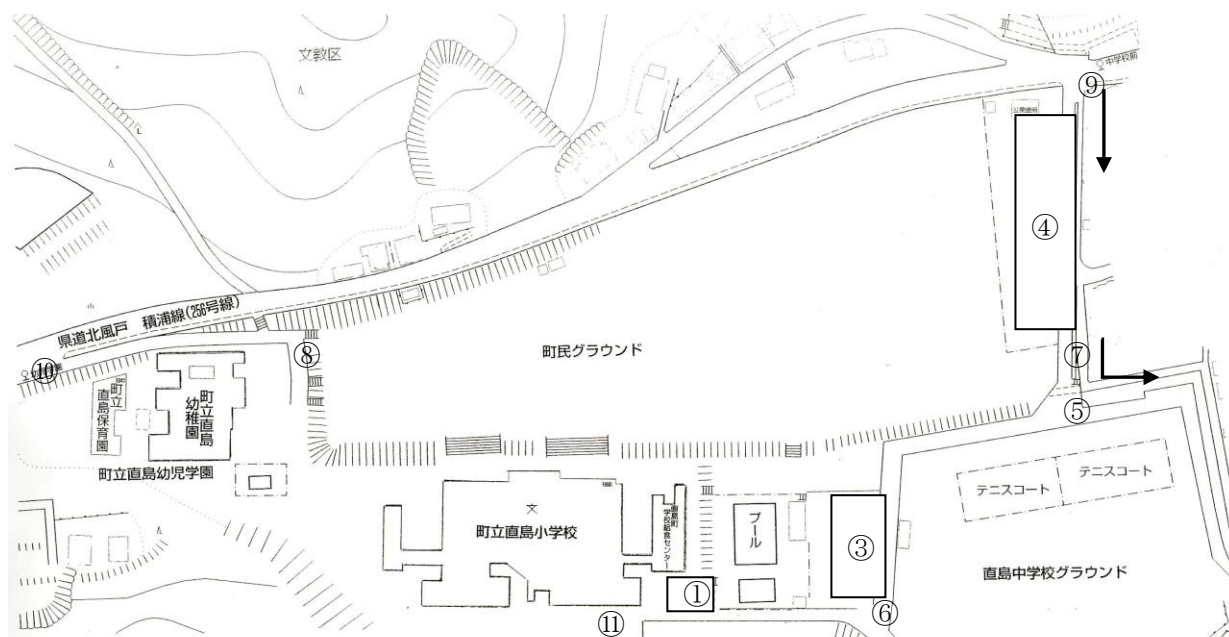 文教区
中学校前
⑨
公衆便所
④
県道北風戸 積浦線(256号線)
⑧
町民グラウンド
⑦
⑩
町立
直島保育園
町立直島
幼稚園
⑤
町立直島幼児学園
テニスコート
テニスコート
文
町立直島小学校
直島町
学校給食センター
プール
③
直島中学校グラウンド
①
⑥
⑪